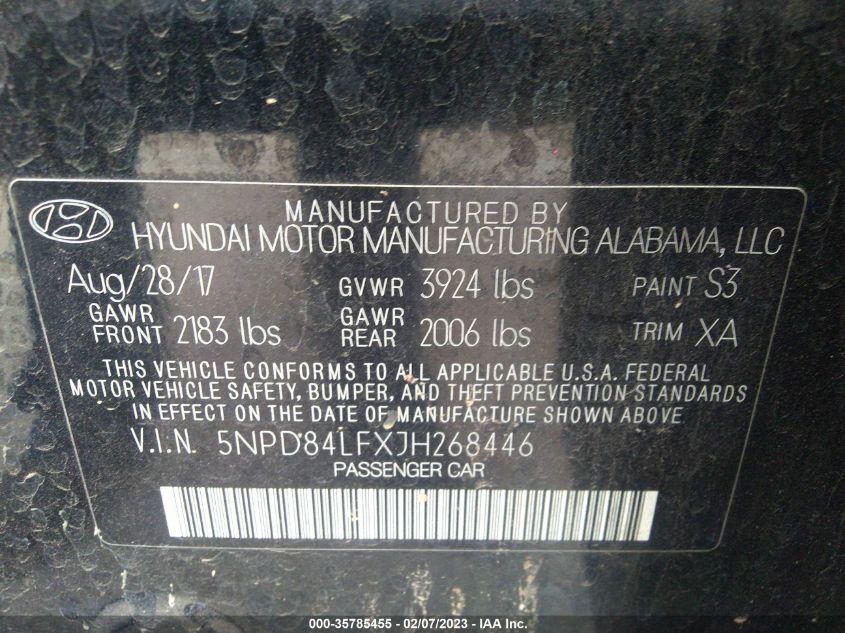 MANUFACTURED BY
HYUNDAI MOTOR MANUFACTURING ALABAMA, LLC
Aug/28/17 GVWR 3924 lbs PAINT S3
GAWR FRONT 2183 lbs GAWR REAR 2006 lbs TRIM XA
THIS VEHICLE CONFORMS TO ALL APPLICABLE U.S.A. FEDERAL
MOTOR VEHICLE SAFETY, BUMPER, AND THEFT PREVENTION STANDARDS
IN EFFECT ON THE DATE OF MANUFACTURE SHOWN ABOVE
V.I.N. 5NPD84LFXJH268446
PASSENGER CAR
000-35785455 - 02/07/2023 - IAA Inc.